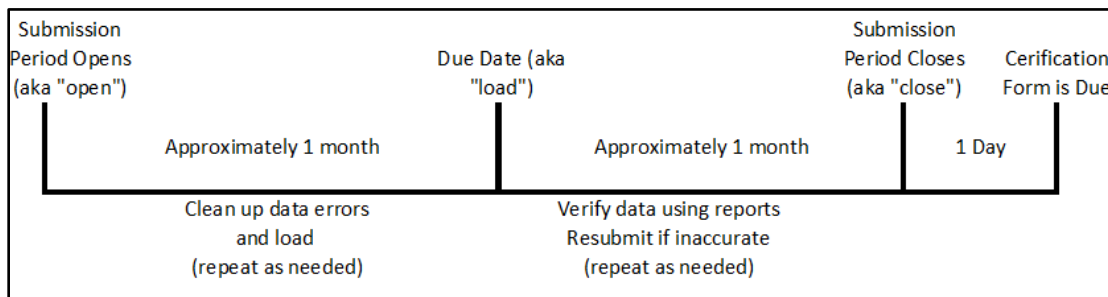 Submission
Period Opens
(aka "open")
Due Date (aka
"load")
Submission
Period Closes
(aka "close")
Cerification
Form is Due
Approximately 1 month
Approximately 1 month
1 Day
Clean up data errors
and load
(repeat as needed)
Verify data using reports
Resubmit if inaccurate
(repeat as needed)